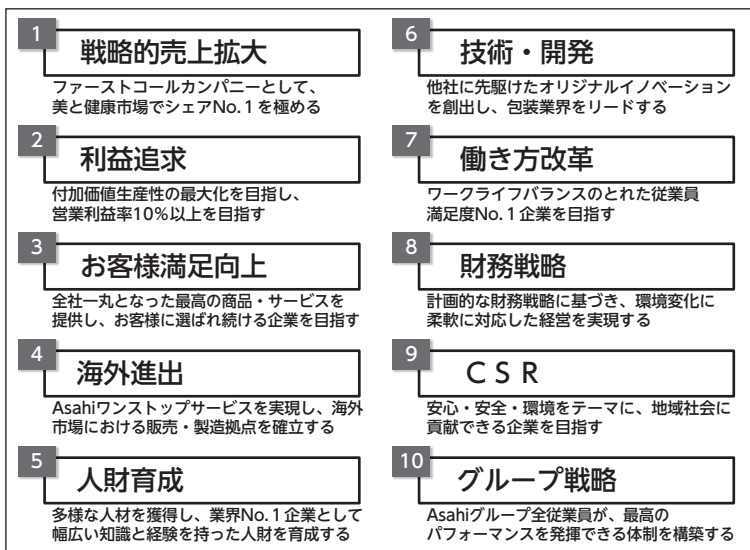 1
戦略的売上拡大
ファーストコールカンパニーとして、
美と健康市場でシェアNo.1を極める
2
利益追求
付加価値生産性の最大化を目指し、
営業利益率10%以上を目指す
3
お客様満足向上
全社一丸となった最高の商品・サービスを
提供し、お客様に選ばれ続ける企業を目指す
4
海外進出
Asahiワンストップサービスを実現し、海外
市場における販売・製造拠点を確立する
5
人財育成
多様な人材を獲得し、業界No.1企業として
幅広い知識と経験を持った人財を育成する
6
技術・開発
他社に先駆けたオリジナルイノベーション
を創出し、包装業界をリードする
7
働き方改革
ワークライフバランスのとれた従業員
満足度No.1企業を目指す
8
財務戦略
計画的な財務戦略に基づき、環境変化に
柔軟に対応した経営を実現する
9
ＣＳＲ
安心・安全・環境をテーマに、地域社会に
貢献できる企業を目指す
10
グループ戦略
Asahiグループ全従業員が、最高の
パフォーマンスを発揮できる体制を構築する